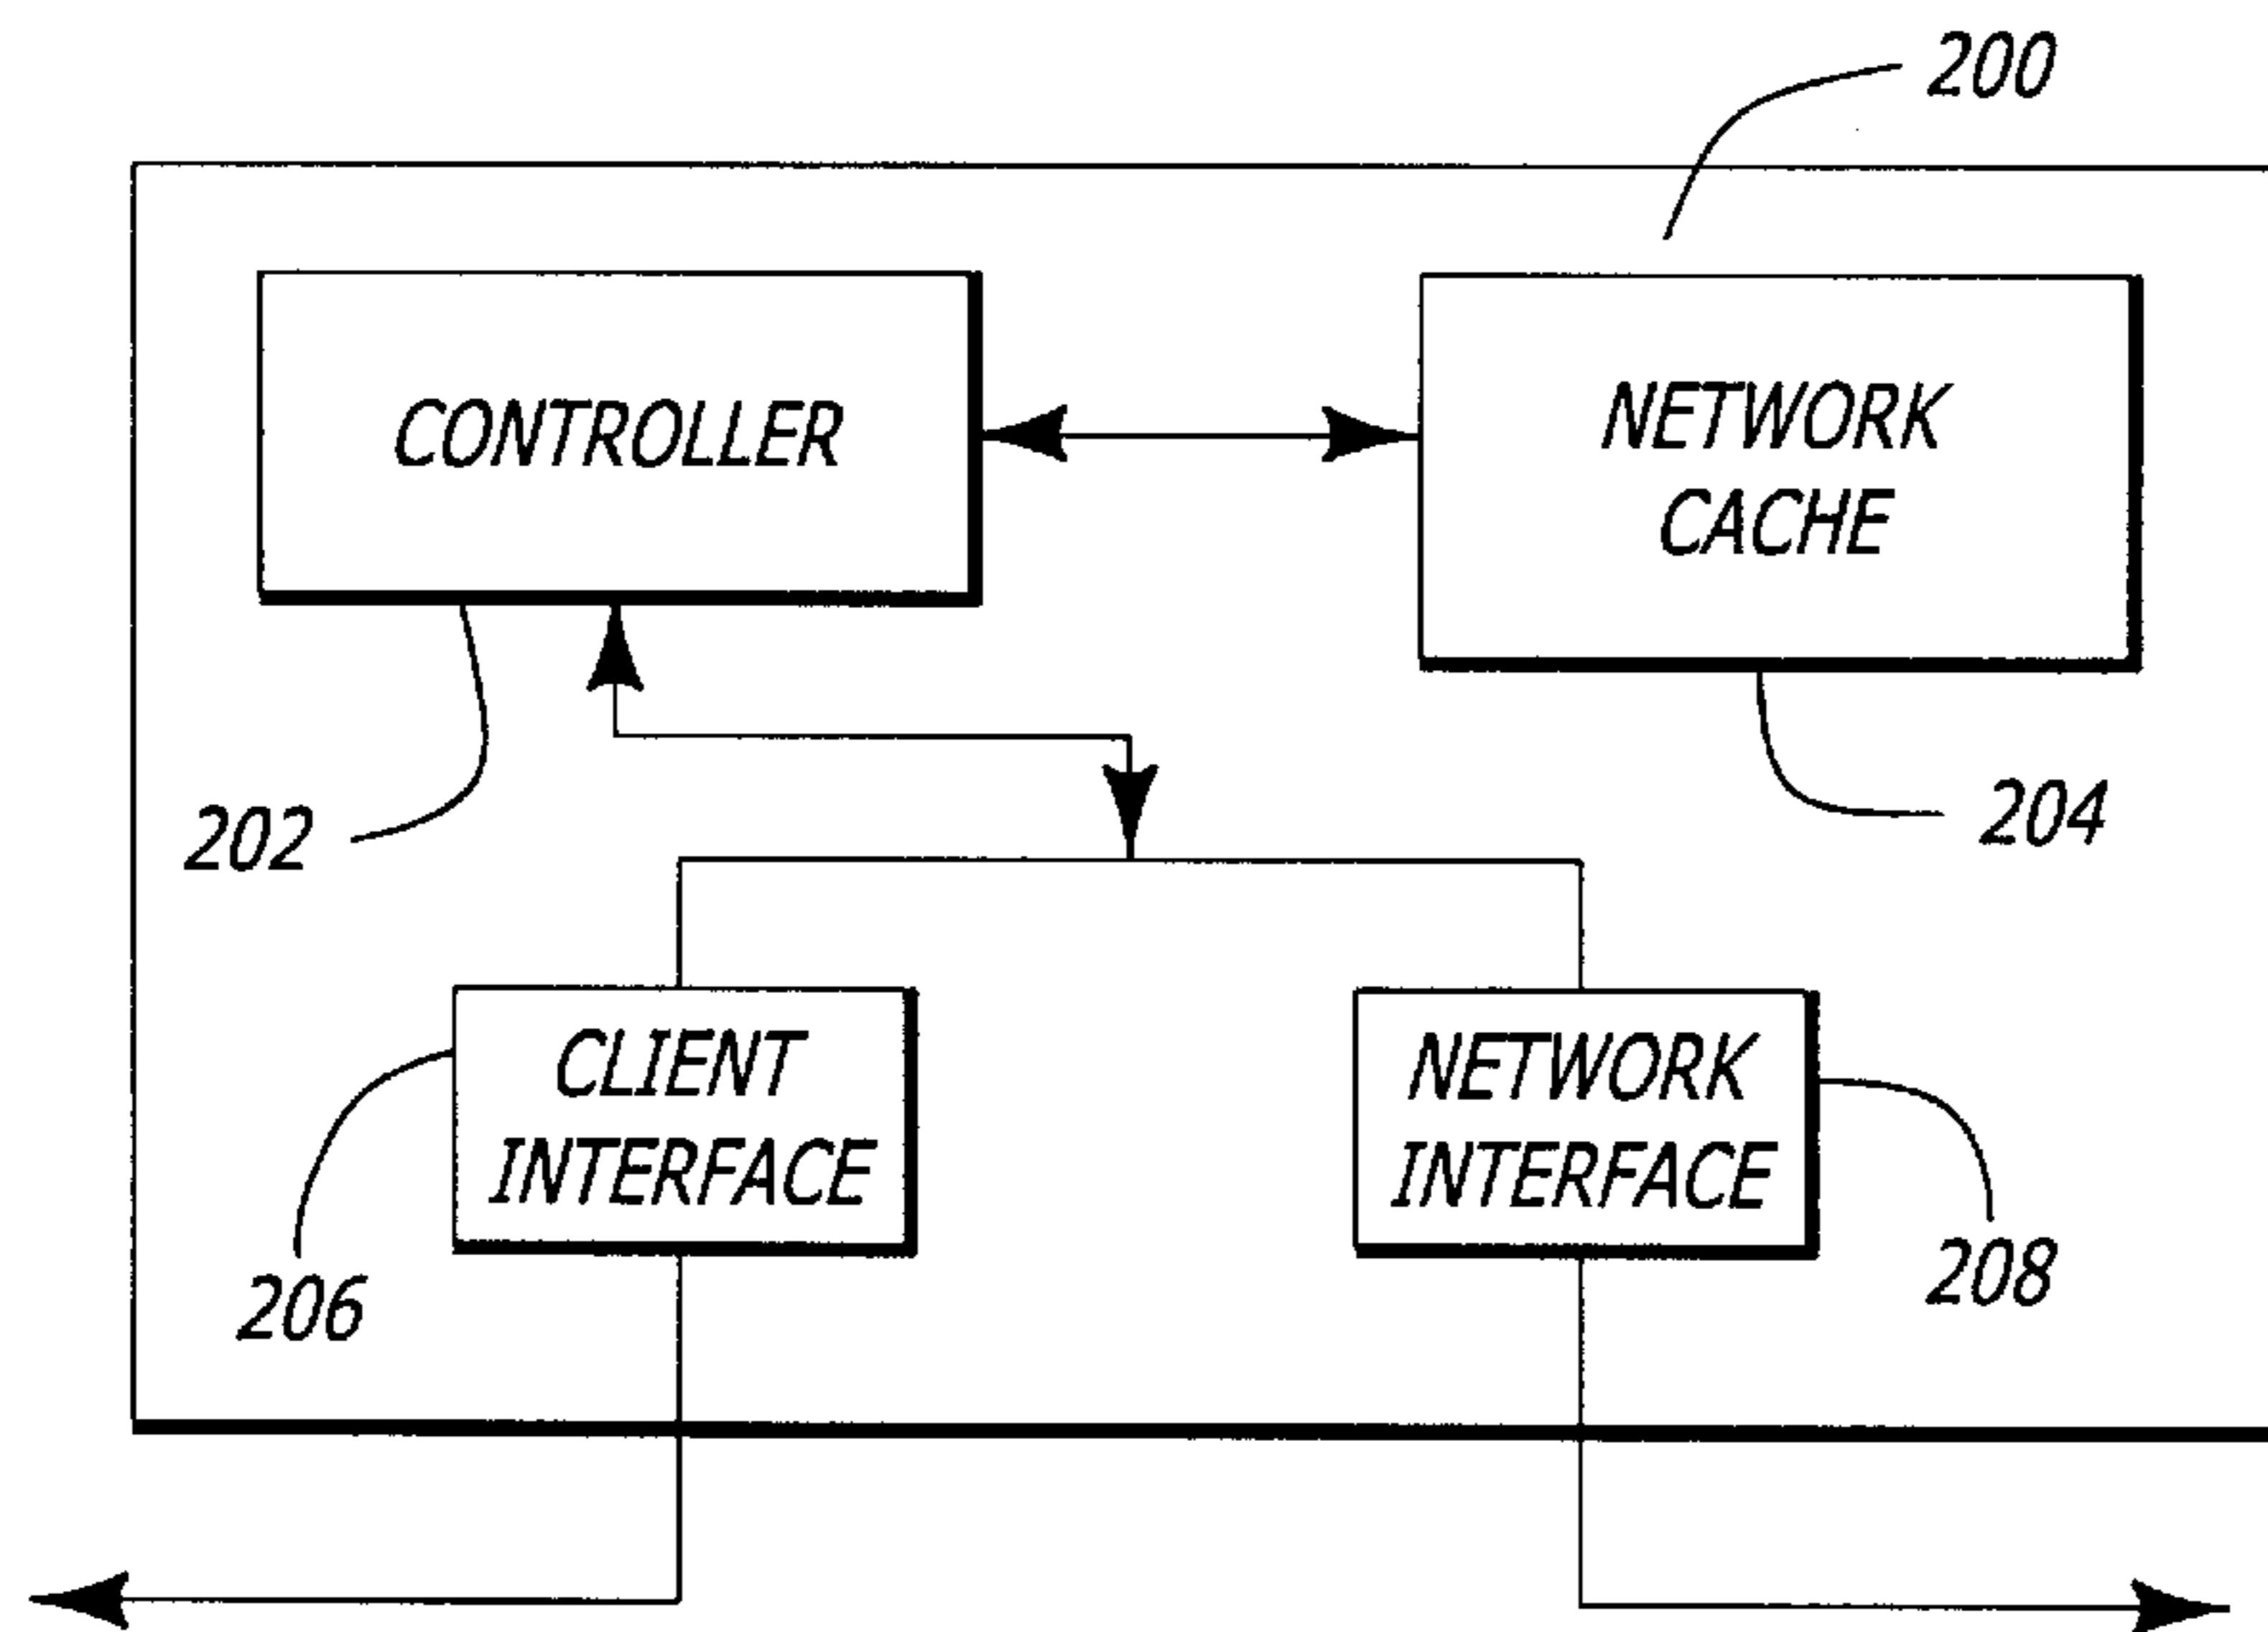 200
CONTROLLER
NETWORK
CACHE
202
204
CLIENT
INTERFACE
NETWORK
INTERFACE
206
208